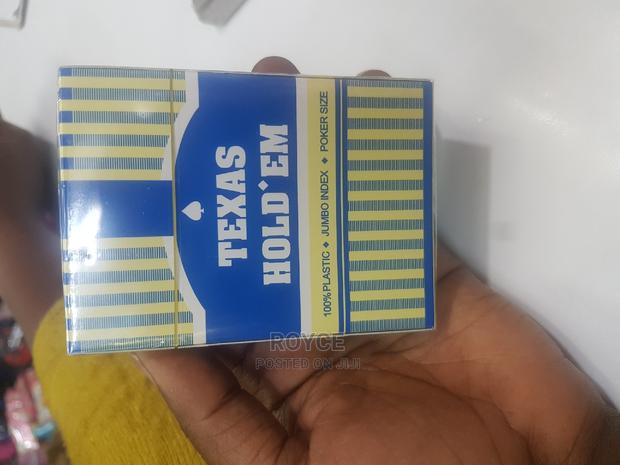 TEXAS
HOLD'EM
100% PLASTIC ◆ JUMBO INDEX ◆ POKER SIZE
ROYCE
POSTED ON JIJI